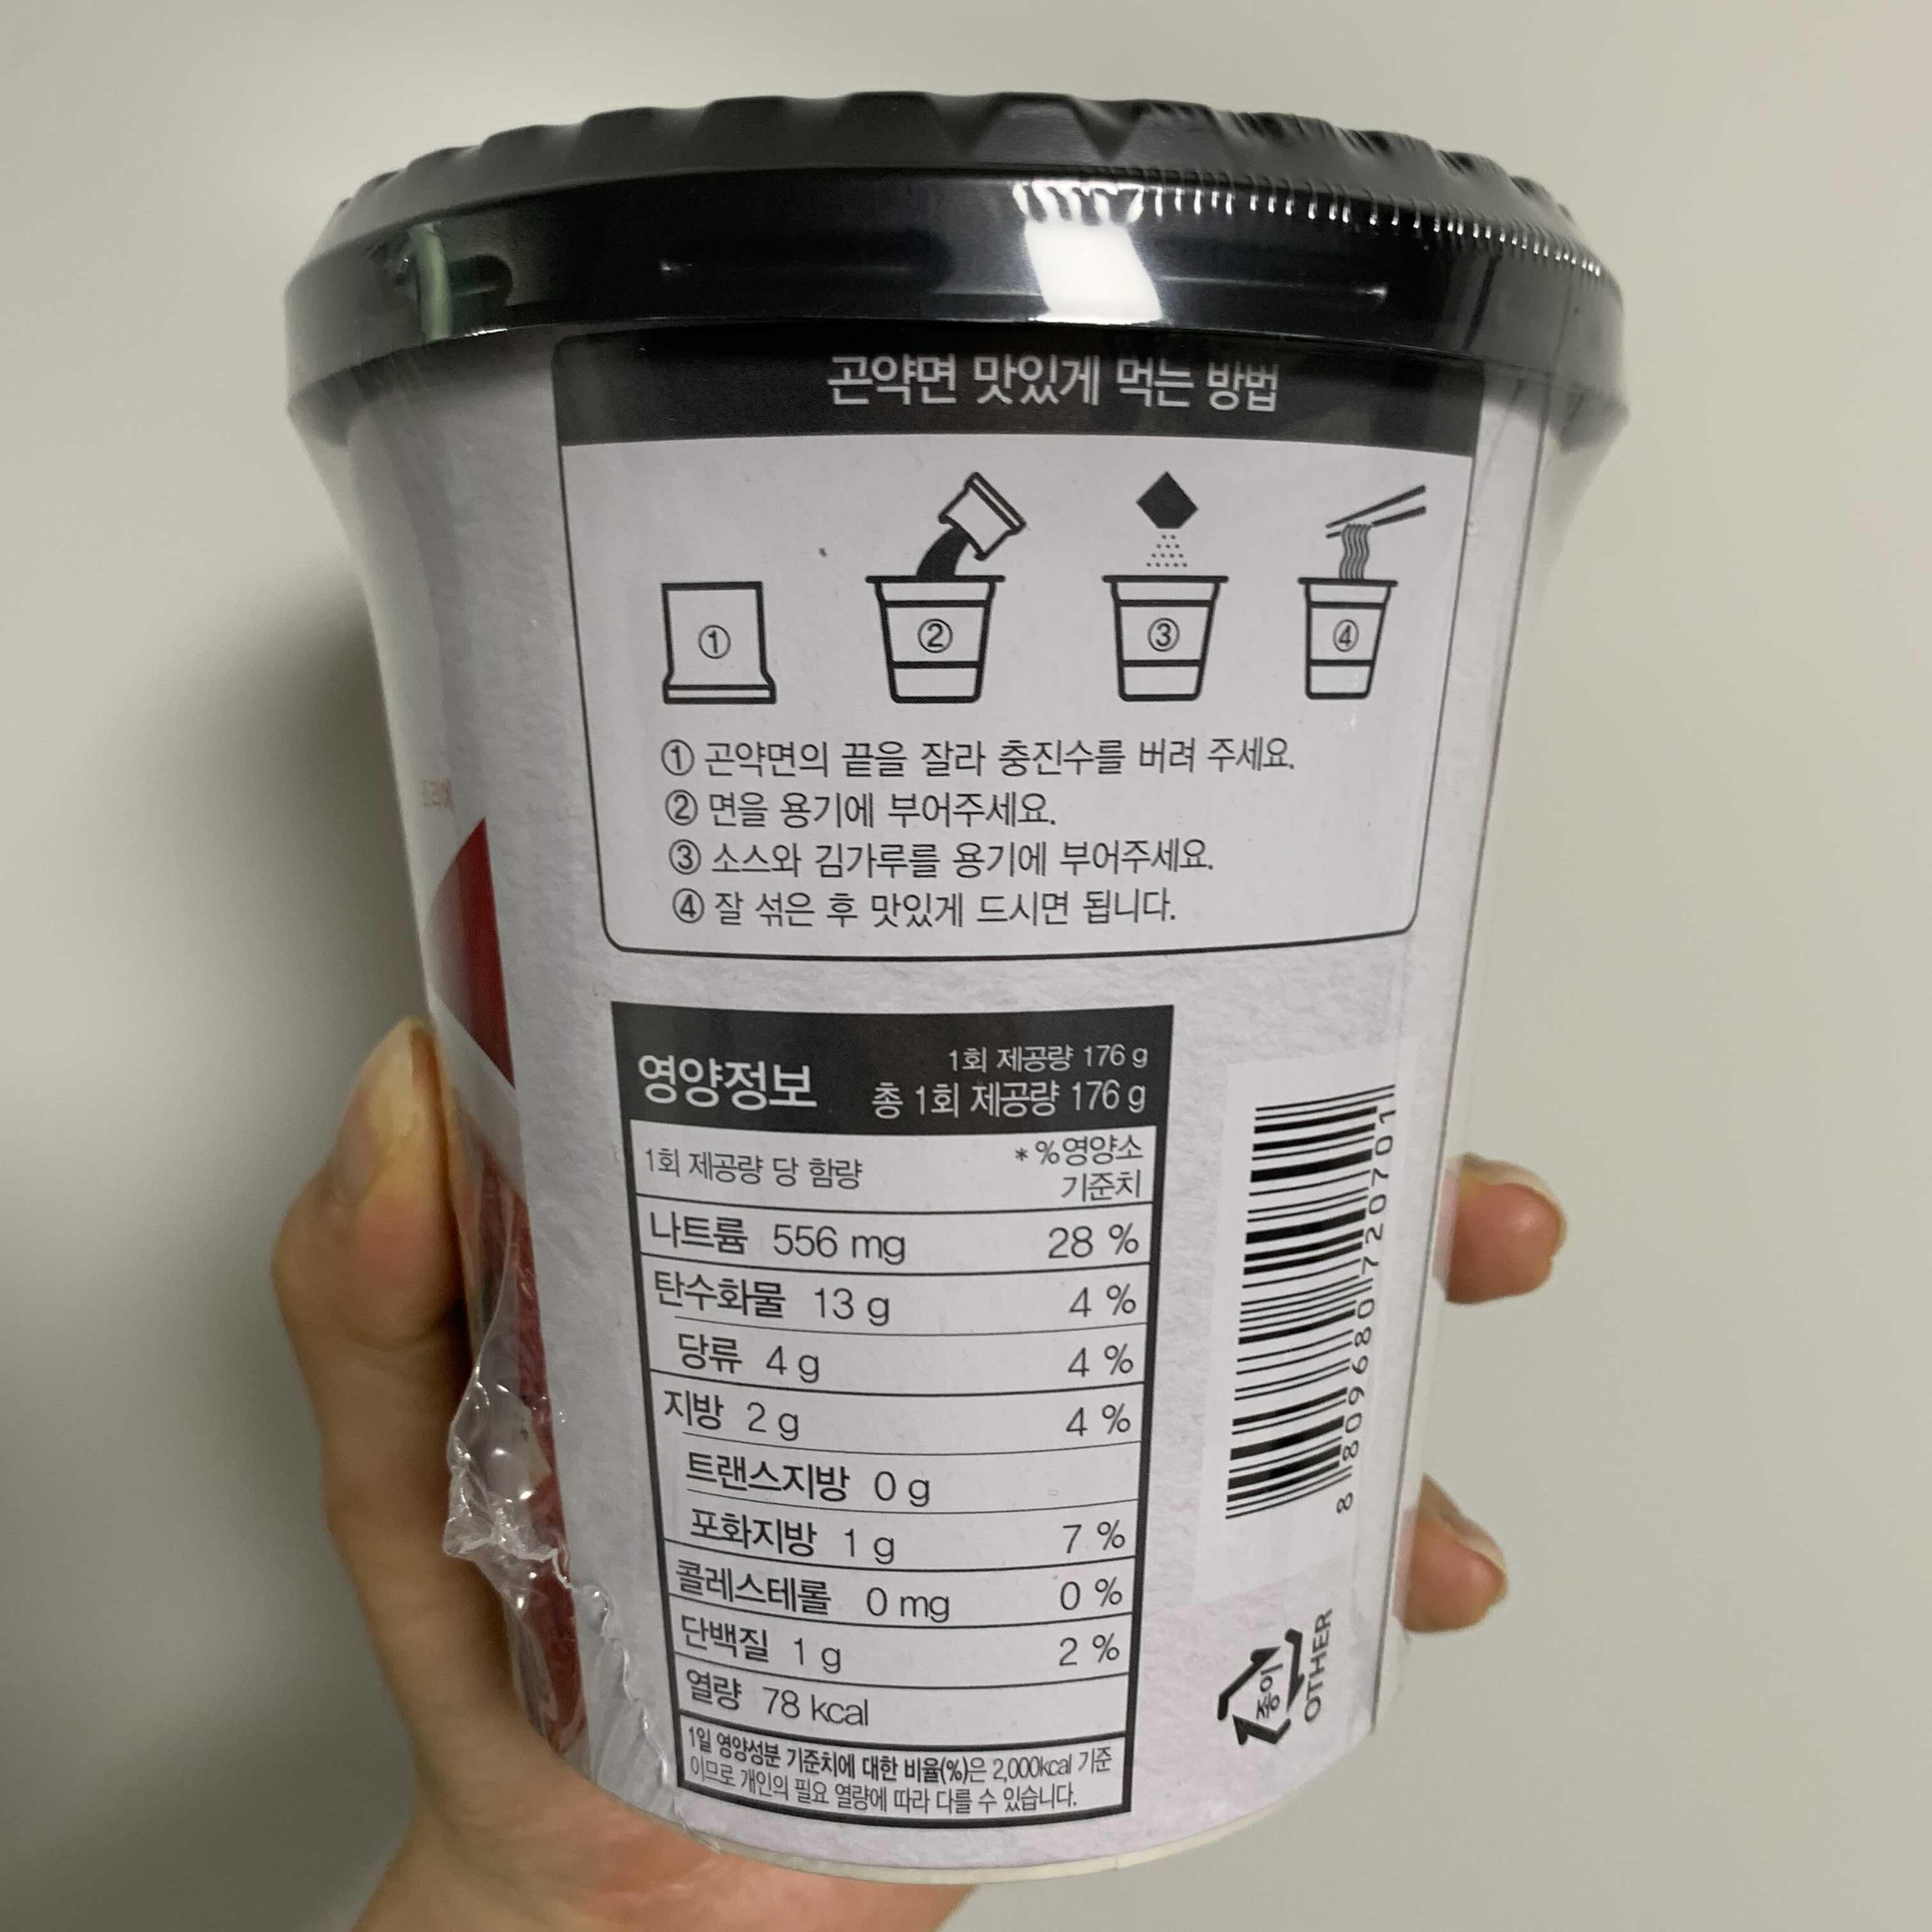 곤약면 맛있게 먹는 방법
①
②
③
④
① 곤약면의 끝을 잘라 충진수를 버려 주세요.
② 면을 용기에 부어주세요.
③ 소스와 김가루를 용기에 부어주세요.
④ 잘 섞은 후 맛있게 드시면 됩니다.
영양정보
1회 제공량 176 g
총 1회 제공량 176 g
1회 제공량 당 함량
* %영양소
기준치
나트륨 556 mg 28 %
탄수화물 13 g 4 %
당류 4 g 4 %
지방 2 g 4 %
트랜스지방 0 g
포화지방 1 g 7 %
콜레스테롤 0 mg 0 %
단백질 1 g 2 %
열량 78 kcal
1일 영양성분 기준치에 대한 비율(%)은 2,000kcal 기준
이므로 개인의 필요 열량에 따라 다를 수 있습니다.
8 809680 720701
종이
OTHER